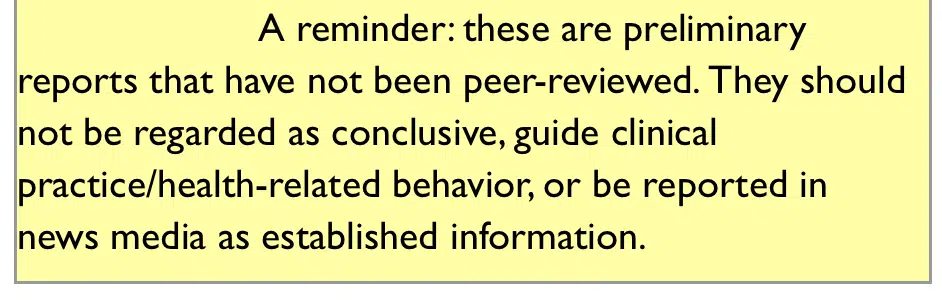 A reminder: these are preliminary
reports that have not been peer-reviewed. They should
not be regarded as conclusive, guide clinical
practice/health-related behavior, or be reported in
news media as established information.